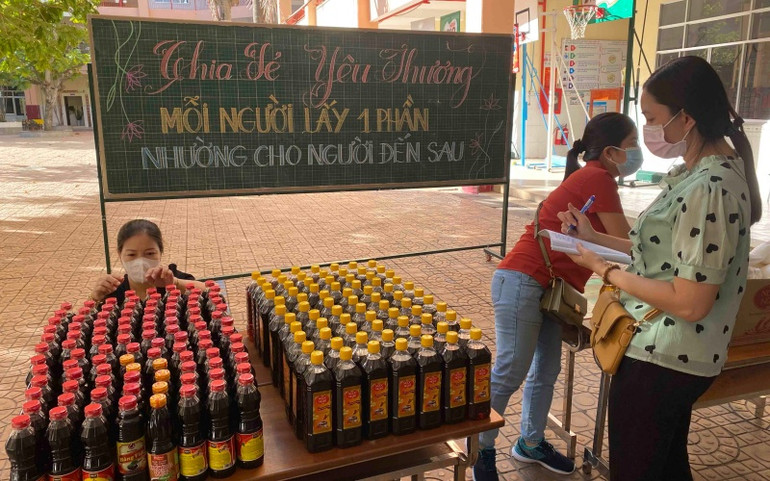 Chia Sẻ Yêu Thương
MỖI NGƯỜI LẤY 1 PHẦN
NHƯỜNG CHO NGƯỜI ĐẾN SAU